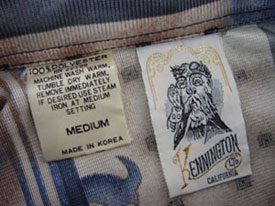 100% POLYESTER
MACHINE WASH WARM,
TUMBLE DRY WARM,
REMOVE IMMEDIATELY
IF DESIRED USE STEAM
IRON AT MEDIUM
SETTING
MEDIUM
MADE IN KOREA
KENNINGTON
LTD
CALIFORNIA